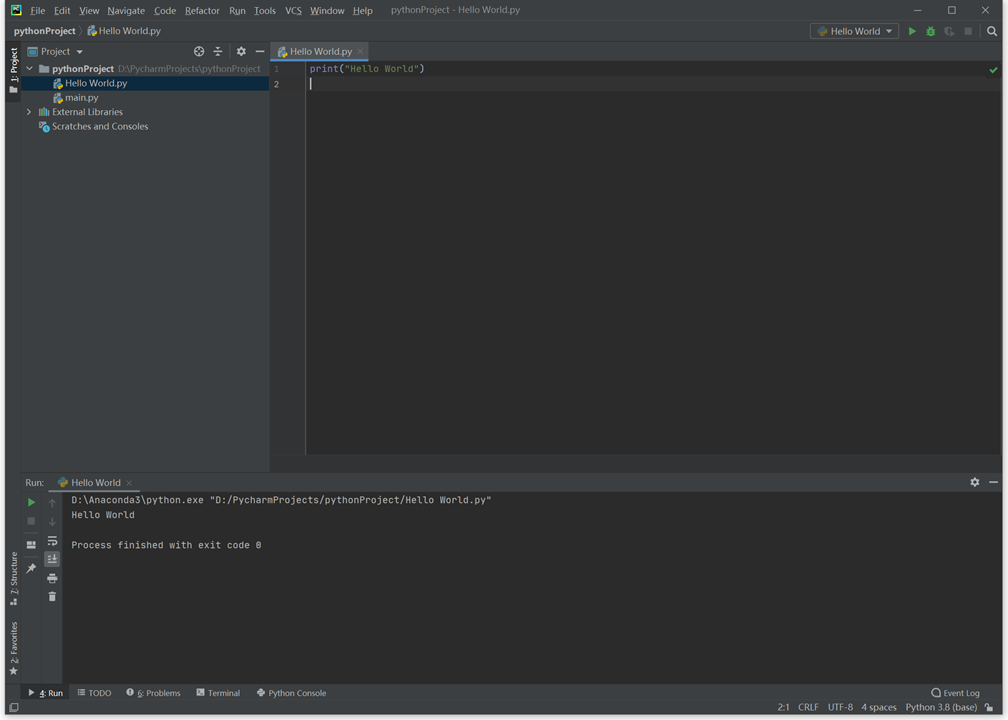 File Edit View Navigate Code Refactor Run Tools VCS Window Help pythonProject - Hello World.py
pythonProject Hello World.py Hello World
1: Project
Project
Hello World.py
pythonProject D:\PycharmProjects\pythonProject
Hello World.py
main.py
External Libraries
Scratches and Consoles
1 print("Hello World")
2
Run: Hello World
D:\Anaconda3\python.exe "D:/PycharmProjects/pythonProject/Hello World.py"
Hello World
Process finished with exit code 0
7: Structure
2: Favorites
4: Run TODO 6: Problems Terminal Python Console Event Log
2:1 CRLF UTF-8 4 spaces Python 3.8 (base)